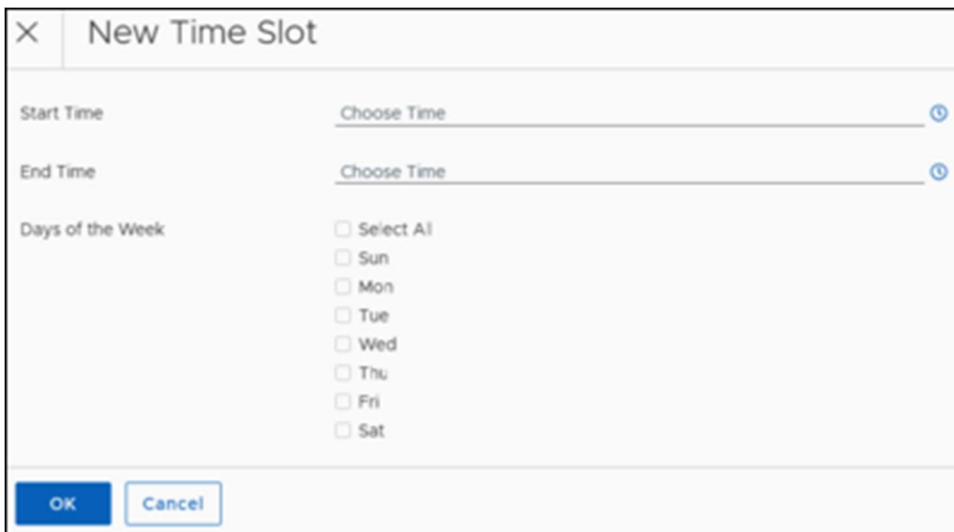 New Time Slot
Start Time Choose Time
End Time Choose Time
Days of the Week Select All
Sun
Mon
Tue
Wed
Thu
Fri
Sat
OK Cancel